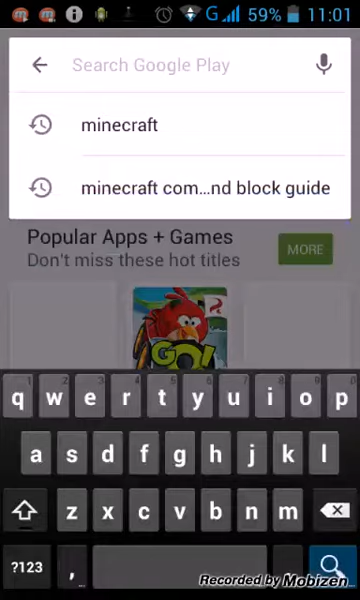 G 59% 11:01
Search Google Play
minecraft
minecraft com...nd block guide
Popular Apps + Games
MORE
Don't miss these hot titles
GO!
q w e r t y u i o p
a s d f g h j k l
z x c v b n m
?123 , ...
Recorded by Mobizen